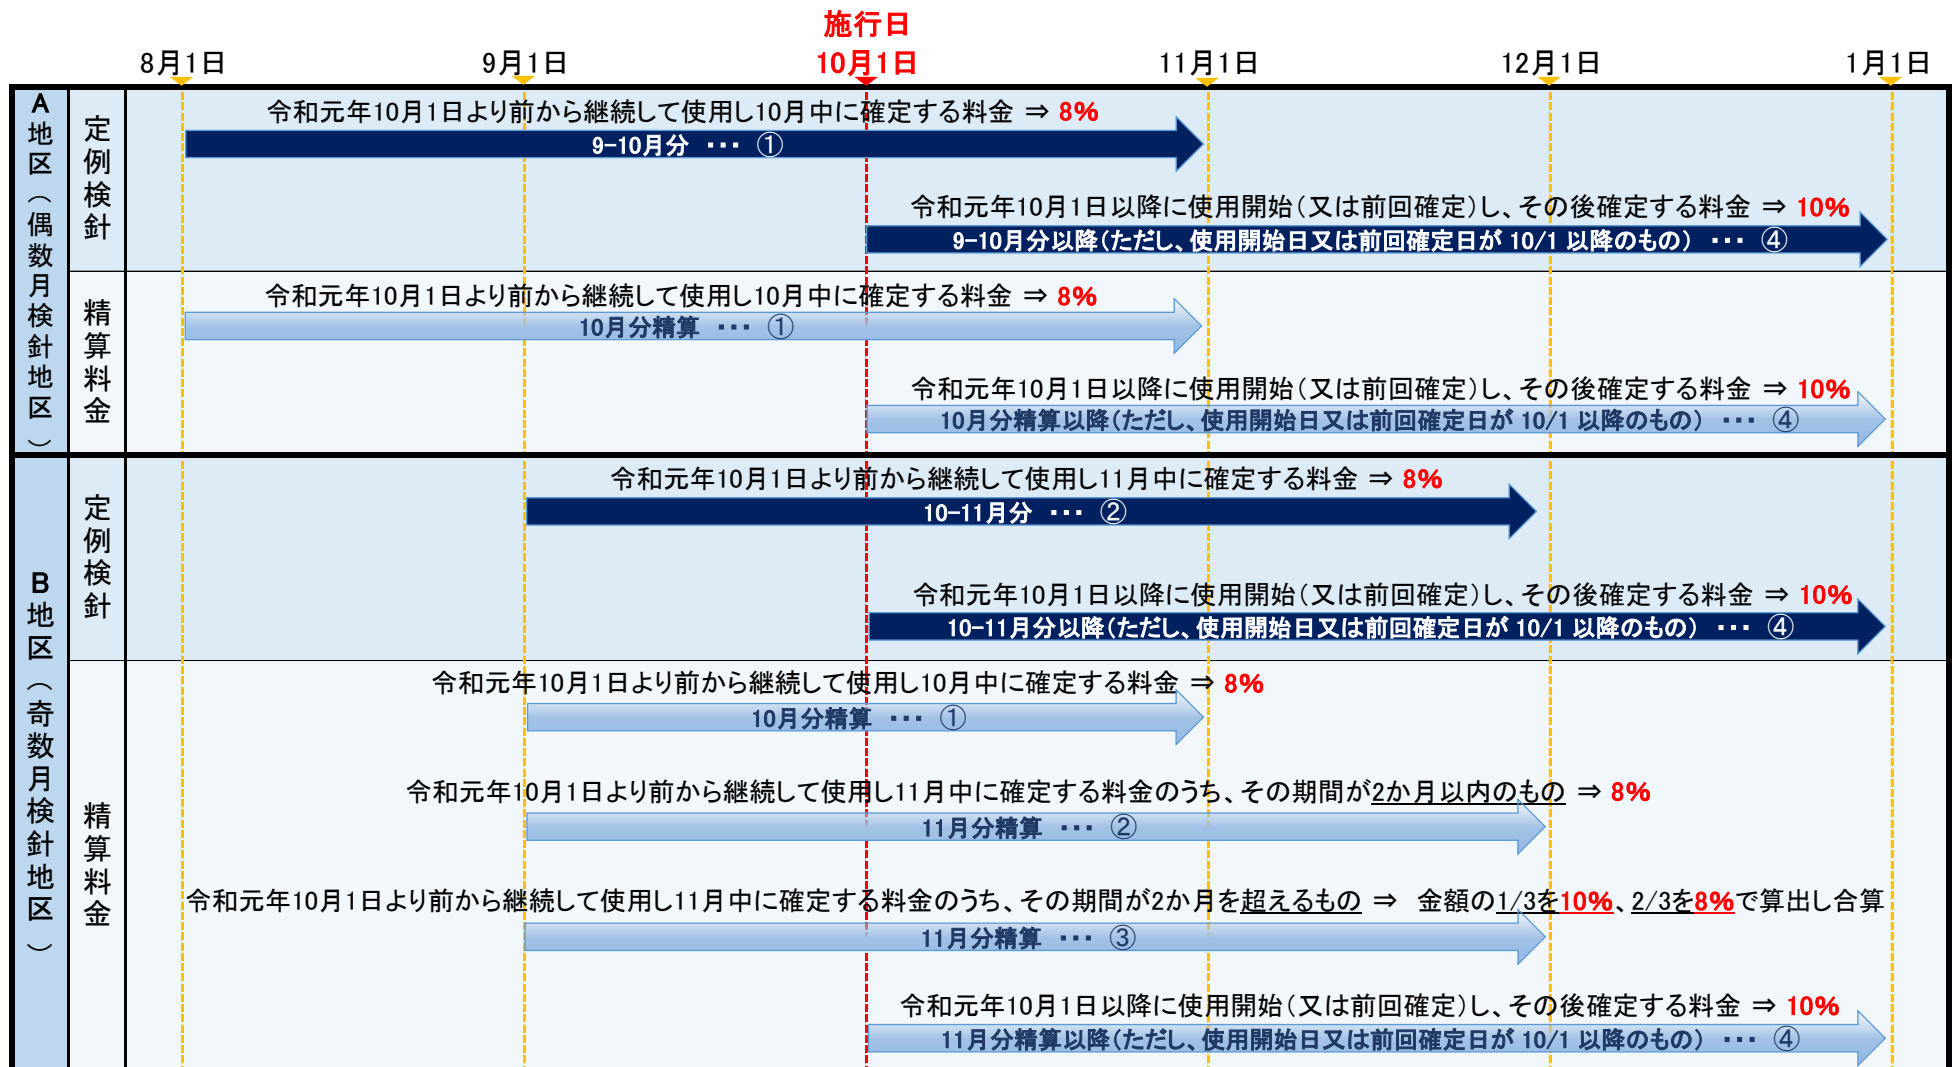 施行日
8月1日
9月1日
10月1日
11月1日
12月1日
1月1日
A地区（偶数月検針地区）
定例検針
令和元年10月1日より前から継続して使用し10月中に確定する料金 ⇒ 8%
9-10月分 ・・・ ①
令和元年10月1日以降に使用開始（又は前回確定）し、その後確定する料金 ⇒ 10%
9-10月分以降（ただし、使用開始日又は前回確定日が 10/1 以降のもの） ・・・ ④
精算料金
令和元年10月1日より前から継続して使用し10月中に確定する料金 ⇒ 8%
10月分精算 ・・・ ①
令和元年10月1日以降に使用開始（又は前回確定）し、その後確定する料金 ⇒ 10%
10月分精算以降（ただし、使用開始日又は前回確定日が 10/1 以降のもの） ・・・ ④
B地区（奇数月検針地区）
定例検針
令和元年10月1日より前から継続して使用し11月中に確定する料金 ⇒ 8%
10-11月分 ・・・ ②
令和元年10月1日以降に使用開始（又は前回確定）し、その後確定する料金 ⇒ 10%
10-11月分以降（ただし、使用開始日又は前回確定日が 10/1 以降のもの） ・・・ ④
精算料金
令和元年10月1日より前から継続して使用し10月中に確定する料金 ⇒ 8%
10月分精算 ・・・ ①
令和元年10月1日より前から継続して使用し11月中に確定する料金のうち、その期間が2か月以内のもの ⇒ 8%
11月分精算 ・・・ ②
令和元年10月1日より前から継続して使用し11月中に確定する料金のうち、その期間が2か月を超えるもの ⇒ 金額の1/3を10%、2/3を8%で算出し合算
11月分精算 ・・・ ③
令和元年10月1日以降に使用開始（又は前回確定）し、その後確定する料金 ⇒ 10%
11月分精算以降（ただし、使用開始日又は前回確定日が 10/1 以降のもの） ・・・ ④